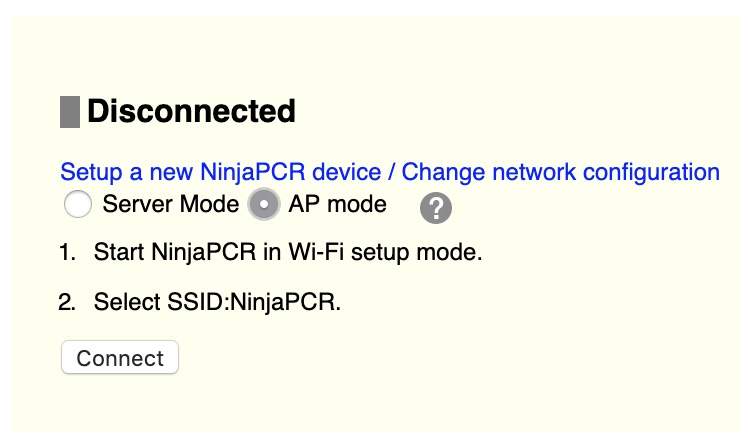 Disconnected
Setup a new NinjaPCR device / Change network configuration
Server Mode AP mode ?
1. Start NinjaPCR in Wi-Fi setup mode.
2. Select SSID:NinjaPCR.
Connect